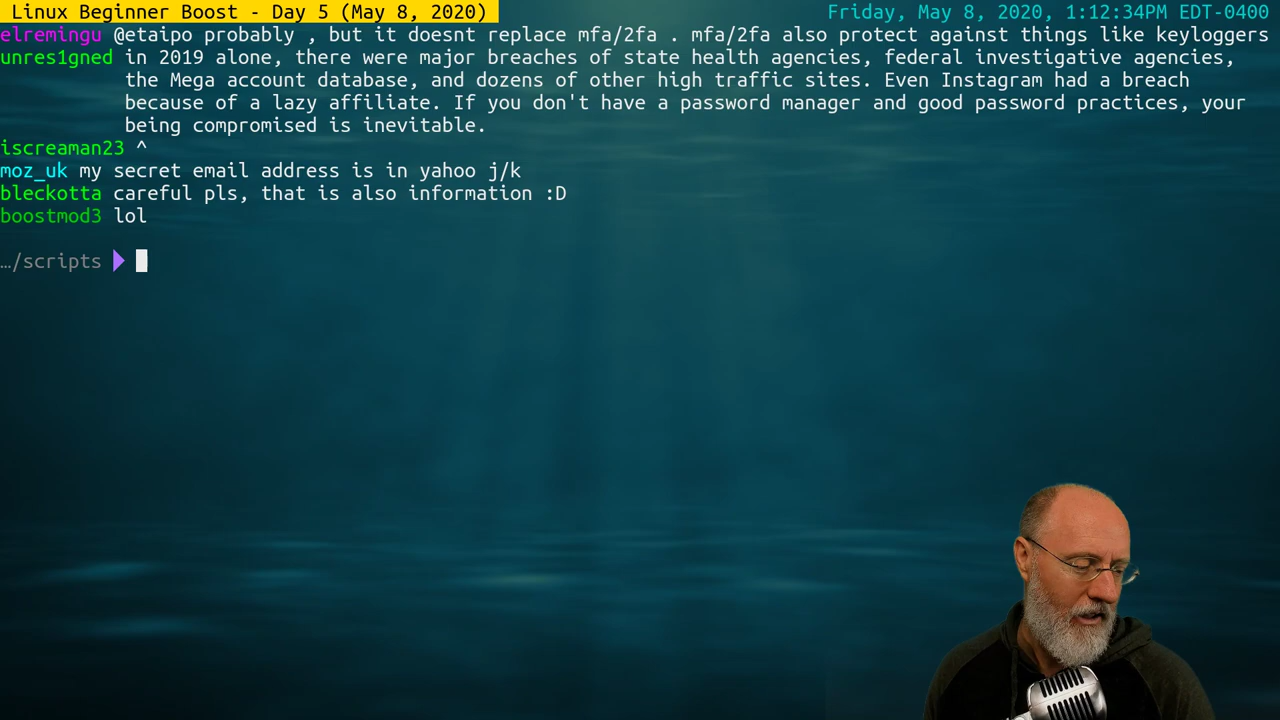 Linux Beginner Boost - Day 5 (May 8, 2020)
Friday, May 8, 2020, 1:12:34PM EDT-0400
elremingu @etaipo probably , but it doesnt replace mfa/2fa . mfa/2fa also protect against things like keyloggers
unres1gned in 2019 alone, there were major breaches of state health agencies, federal investigative agencies,
the Mega account database, and dozens of other high traffic sites. Even Instagram had a breach
because of a lazy affiliate. If you don't have a password manager and good password practices, your
being compromised is inevitable.
iscreaman23 ^
moz_uk my secret email address is in yahoo j/k
bleckotta careful pls, that is also information :D
boostmod3 lol
…/scripts